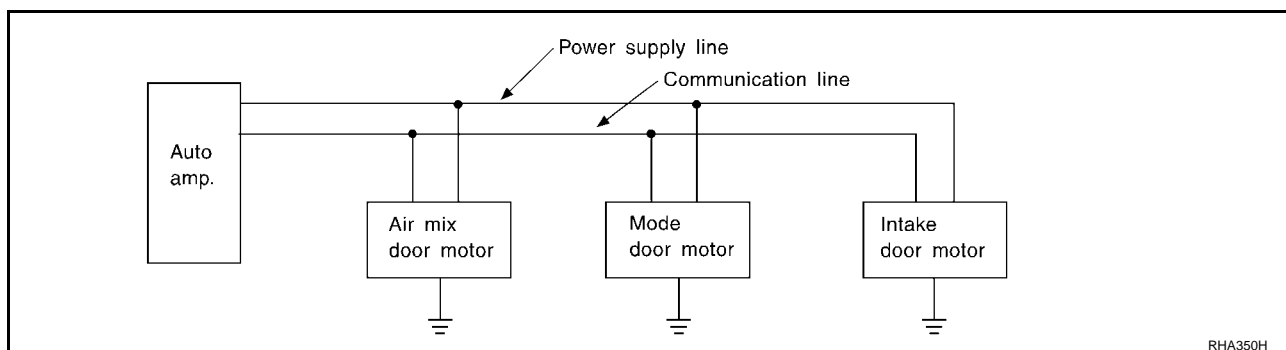 Power supply line
Communication line
Auto
amp.
Air mix
door motor
Mode
door motor
Intake
door motor
RHA350H